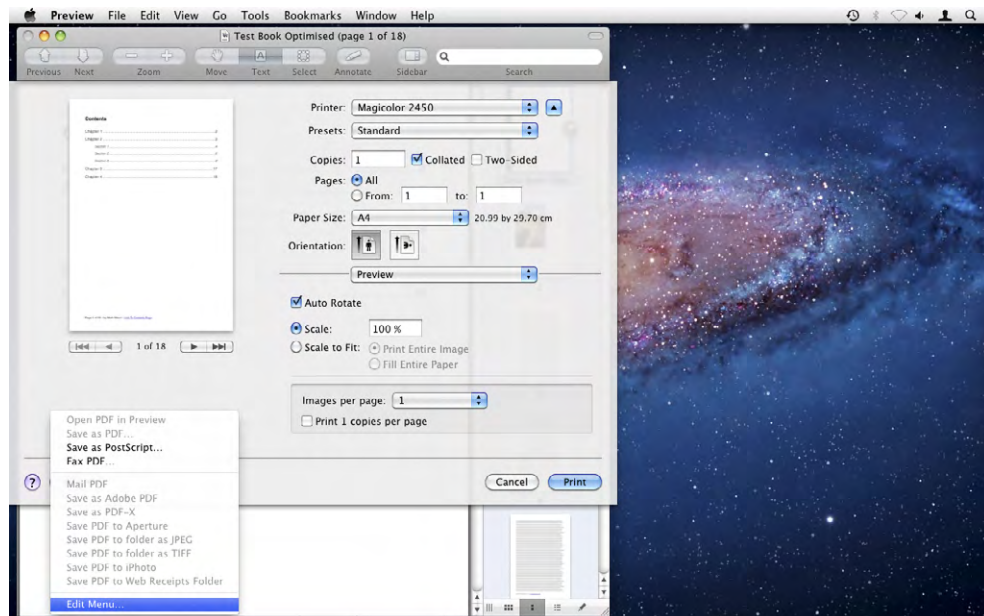 Preview File Edit View Go Tools Bookmarks Window Help
Test Book Optimised (page 1 of 18)
Previous Next Zoom Move Text Select Annotate Sidebar Search
Contents
Printer: Magicolor 2450
Presets: Standard
Copies: 1 Collated Two-Sided
Pages: All
From: 1 to: 1
Paper Size: A4 20.99 by 29.70 cm
Orientation:
Preview
Auto Rotate
Scale: 100 %
Scale to Fit: Print Entire Image
Fill Entire Paper
1 of 18
Images per page: 1
Print 1 copies per page
Open PDF in Preview
Save as PDF...
Save as PostScript...
Fax PDF...
? Cancel Print
Mail PDF
Save as Adobe PDF
Save as PDF-X
Save PDF to Aperture
Save PDF to folder as JPEG
Save PDF to folder as TIFF
Save PDF to iPhoto
Save PDF to Web Receipts Folder
Edit Menu...